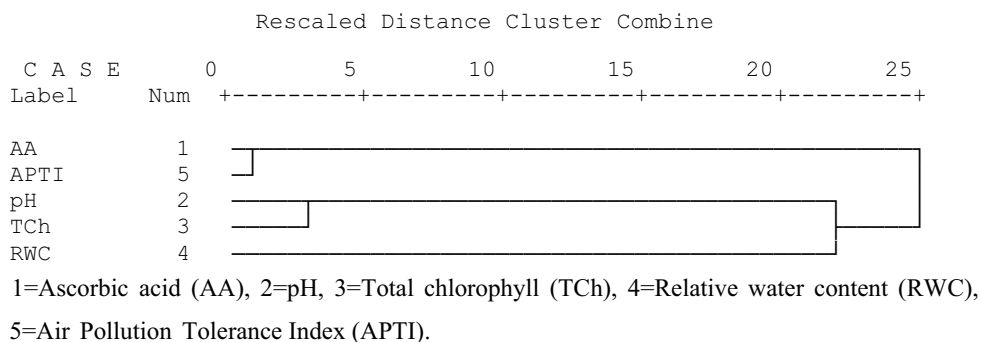 Rescaled Distance Cluster Combine
C A S E 0 5 10 15 20 25
Label Num +---------+---------+---------+---------+---------+
AA 1
APTI 5
pH 2
TCh 3
RWC 4
1=Ascorbic acid (AA), 2=pH, 3=Total chlorophyll (TCh), 4=Relative water content (RWC),
5=Air Pollution Tolerance Index (APTI).